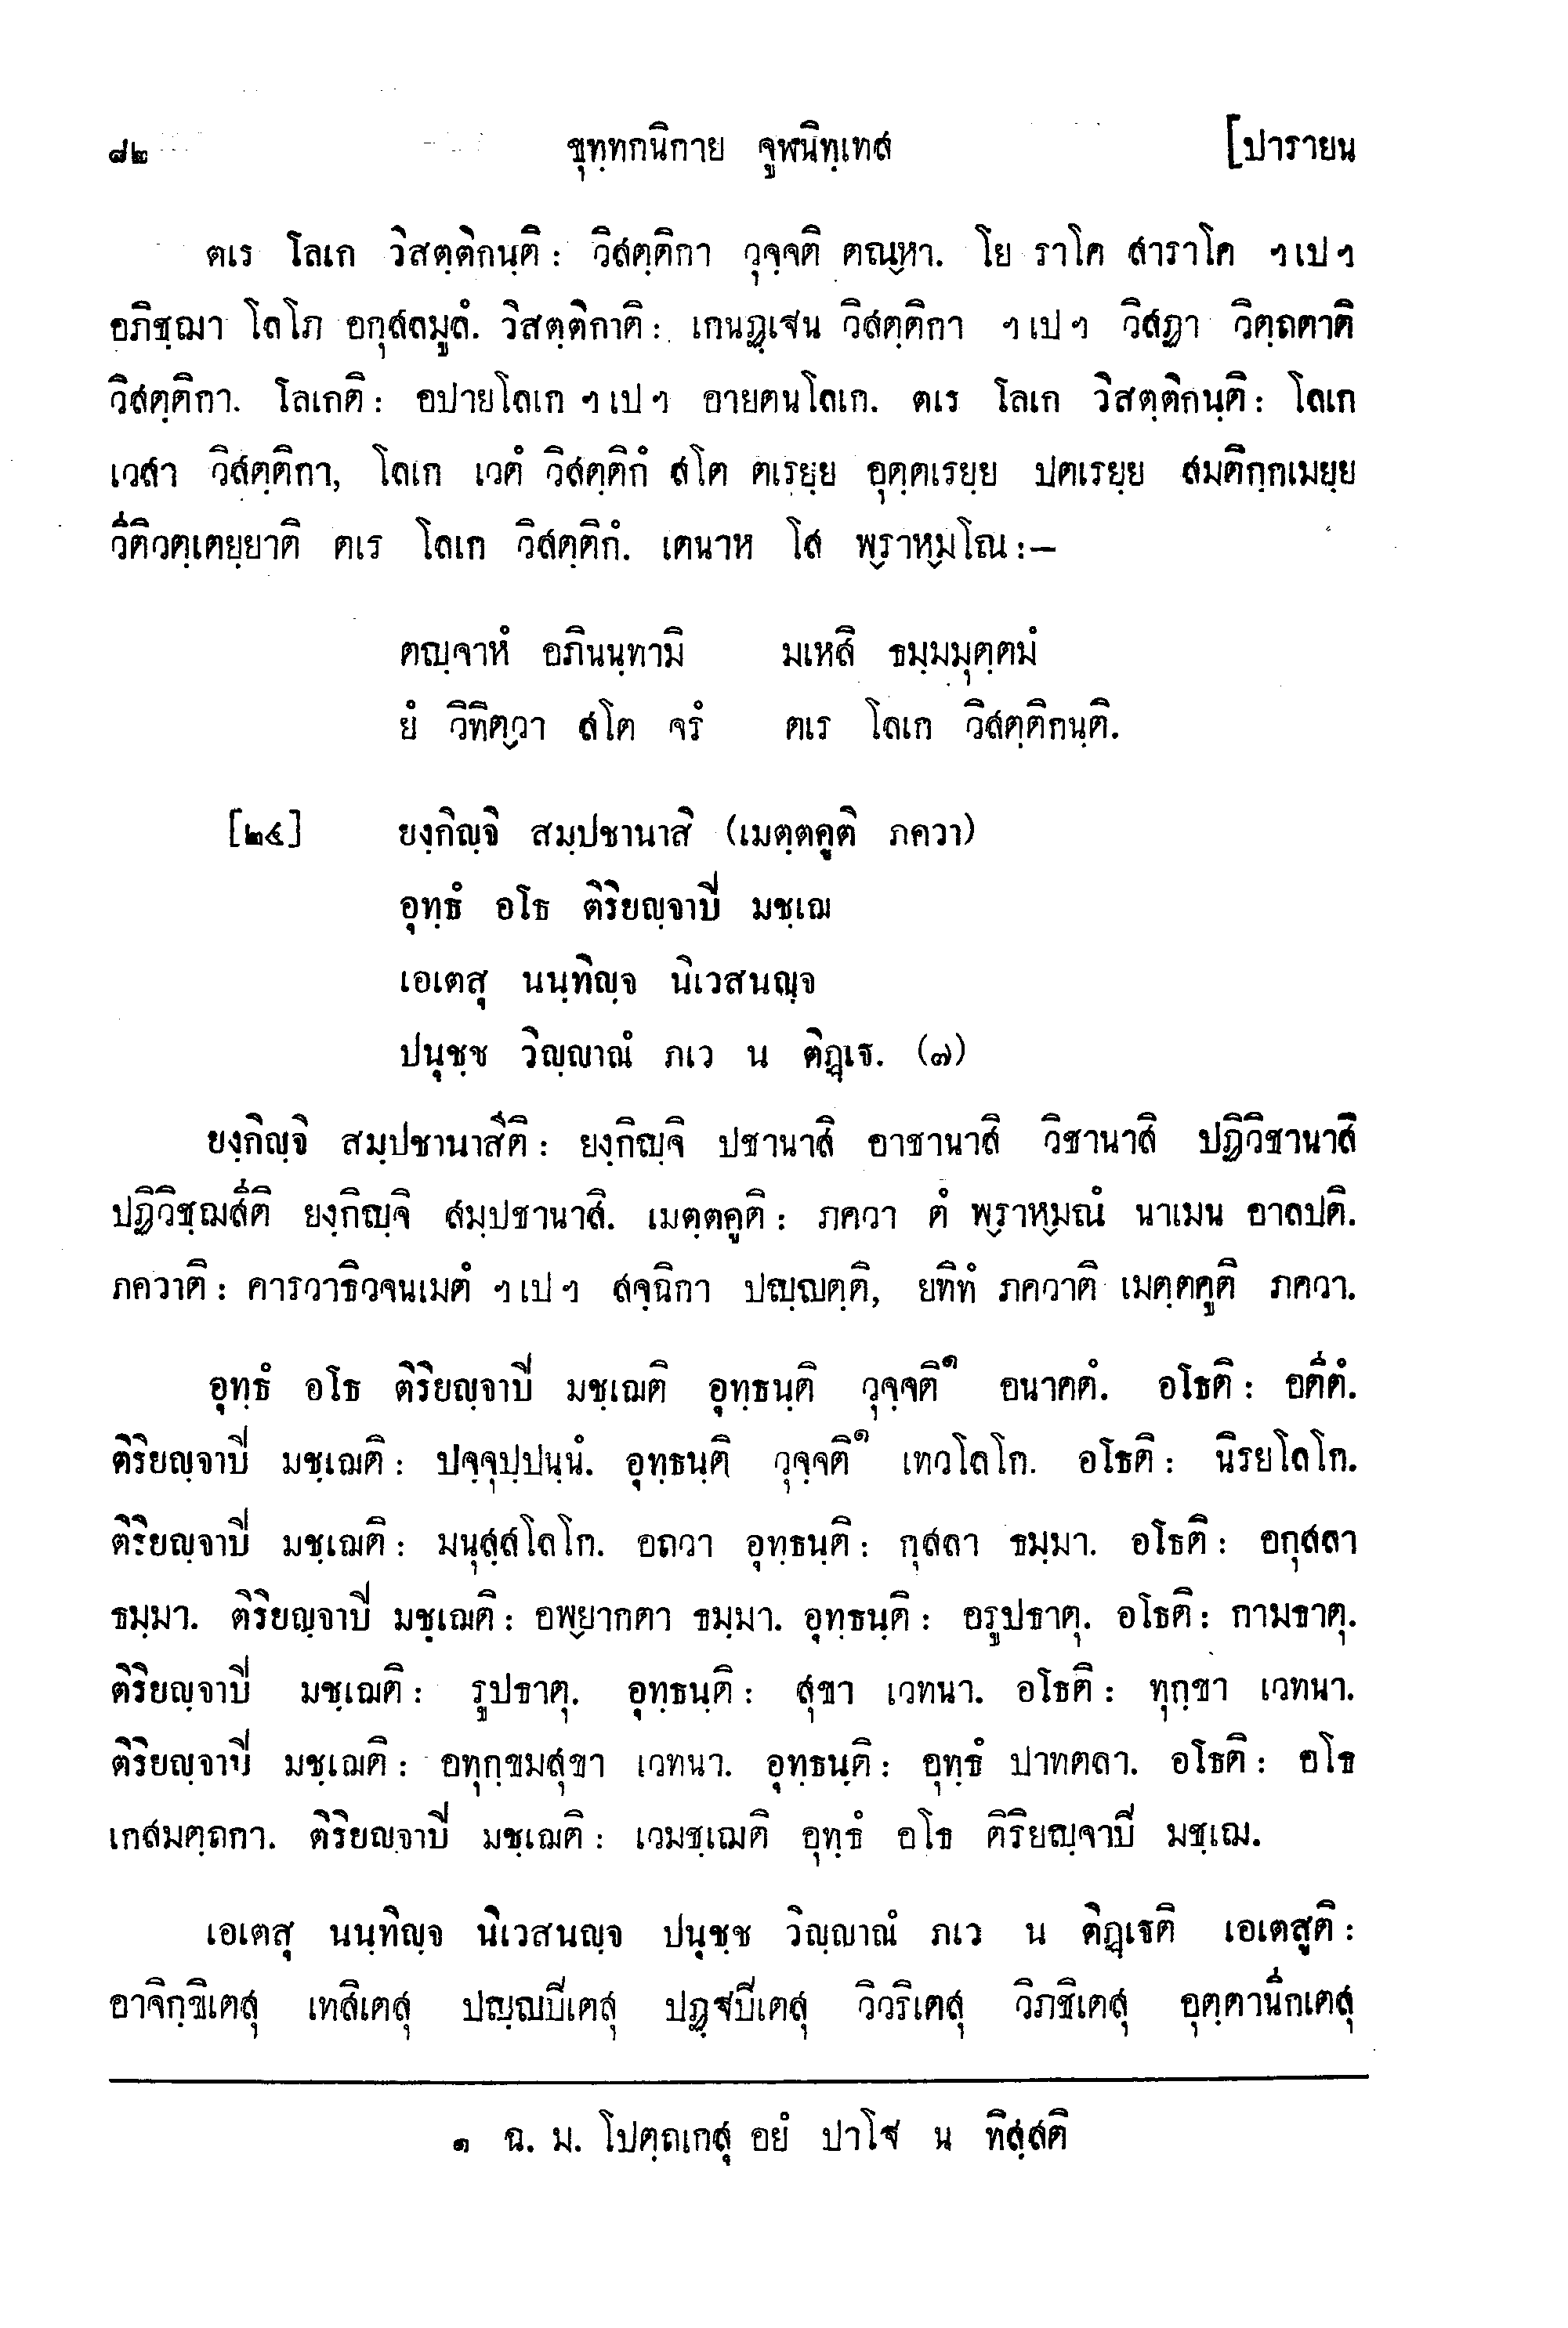 ๘๒ ขุทฺทกนิกาย จูฬนิทฺเทส [ปารายน
ตเร โลเก วิสตฺติกนฺติ : วิสตฺติกา วุจฺจติ ตณฺหา. โย ราโค สาราโค ฯเปฯ
อภิชฺฌา โลโภ อกุสลมูลํ. วิสตฺติกาติ : เกนฏฺเฐน วิสตฺติกา ฯเปฯ วิสฏา วิตฺถตาติ
วิสตฺติกา. โลเกติ : อปายโลเก ฯเปฯ อายตนโลเก. ตเร โลเก วิสตฺติกนฺติ : โลเก
เวสา วิสตฺติกา, โลเก เวตํ วิสตฺติกํ สโต ตเรยฺย อุตฺตเรยฺย ปตเรยฺย สมติกฺกเมยฺย
วีติวตฺเตยฺยาติ ตเร โลเก วิสตฺติกํ. เตนาห โส พฺราหฺมโณ :–
ตญฺจาหํ อภินนฺทามิ มเหสิ ธมฺมมุตฺตมํ
ยํ วิทิตฺวา สโต จรํ ตเร โลเก วิสตฺติกนฺติ.
[๒๔] ยงฺกิญฺจิ สมฺปชานาสิ (เมตฺตคูติ ภควา)
อุทฺธํ อโธ ติริยญฺจาปิ มชฺเฌ
เอเตสุ นนฺทิญฺจ นิเวสนญฺจ
ปนุชฺช วิญฺญาณํ ภเว น ติฏฺเฐ. (๗)
ยงฺกิญฺจิ สมฺปชานาสีติ : ยงฺกิญฺจิ ปชานาสิ อาชานาสิ วิชานาสิ ปฏิวิชานาสิ
ปฏิวิชฺฌสีติ ยงฺกิญฺจิ สมฺปชานาสิ. เมตฺตคูติ : ภควา ตํ พฺราหฺมณํ นาเมน อาลปติ.
ภควาติ : คารวาธิวจนเมตํ ฯเปฯ สจฺฉิกา ปญฺญตฺติ, ยทิทํ ภควาติ เมตฺตคูติ ภควา.
อุทฺธํ อโธ ติริยญฺจาปิ มชฺเฌติ อุทฺธนฺติ วุจฺจติ๑ อนาคตํ. อโธติ : อตีตํ.
ติริยญฺจาปิ มชฺเฌติ : ปจฺจุปฺปนฺนํ. อุทฺธนฺติ วุจฺจติ๑ เทวโลโก. อโธติ : นิรยโลโก.
ติริยญฺจาปิ มชฺเฌติ : มนุสฺสโลโก. อถวา อุทฺธนฺติ : กุสลา ธมฺมา. อโธติ : อกุสลา
ธมฺมา. ติริยญฺจาปิ มชฺเฌติ : อพฺยากตา ธมฺมา. อุทฺธนฺติ : อรูปธาตุ. อโธติ : กามธาตุ.
ติริยญฺจาปิ มชฺเฌติ : รูปธาตุ. อุทฺธนฺติ : สุขา เวทนา. อโธติ : ทุกฺขา เวทนา.
ติริยญฺจาปิ มชฺเฌติ : อทุกฺขมสุขา เวทนา. อุทฺธนฺติ : อุทฺธํ ปาทตลา. อโธติ : อโธ
เกสมตฺถกา. ติริยญฺจาปิ มชฺเฌติ : เวมชฺเฌติ อุทฺธํ อโธ ติริยญฺจาปิ มชฺเฌ.
เอเตสุ นนฺทิญฺจ นิเวสนญฺจ ปนุชฺช วิญฺญาณํ ภเว น ติฏฺเฐติ เอเตสูติ :
อาจิกฺขิเตสุ เทสิเตสุ ปญฺญปิเตสุ ปฏฺฐปิเตสุ วิวริเตสุ วิภชิเตสุ อุตฺตานีกเตสุ
๑ ฉ. ม. โปตฺถเกสุ อยํ ปาโฐ น ทิสฺสติ